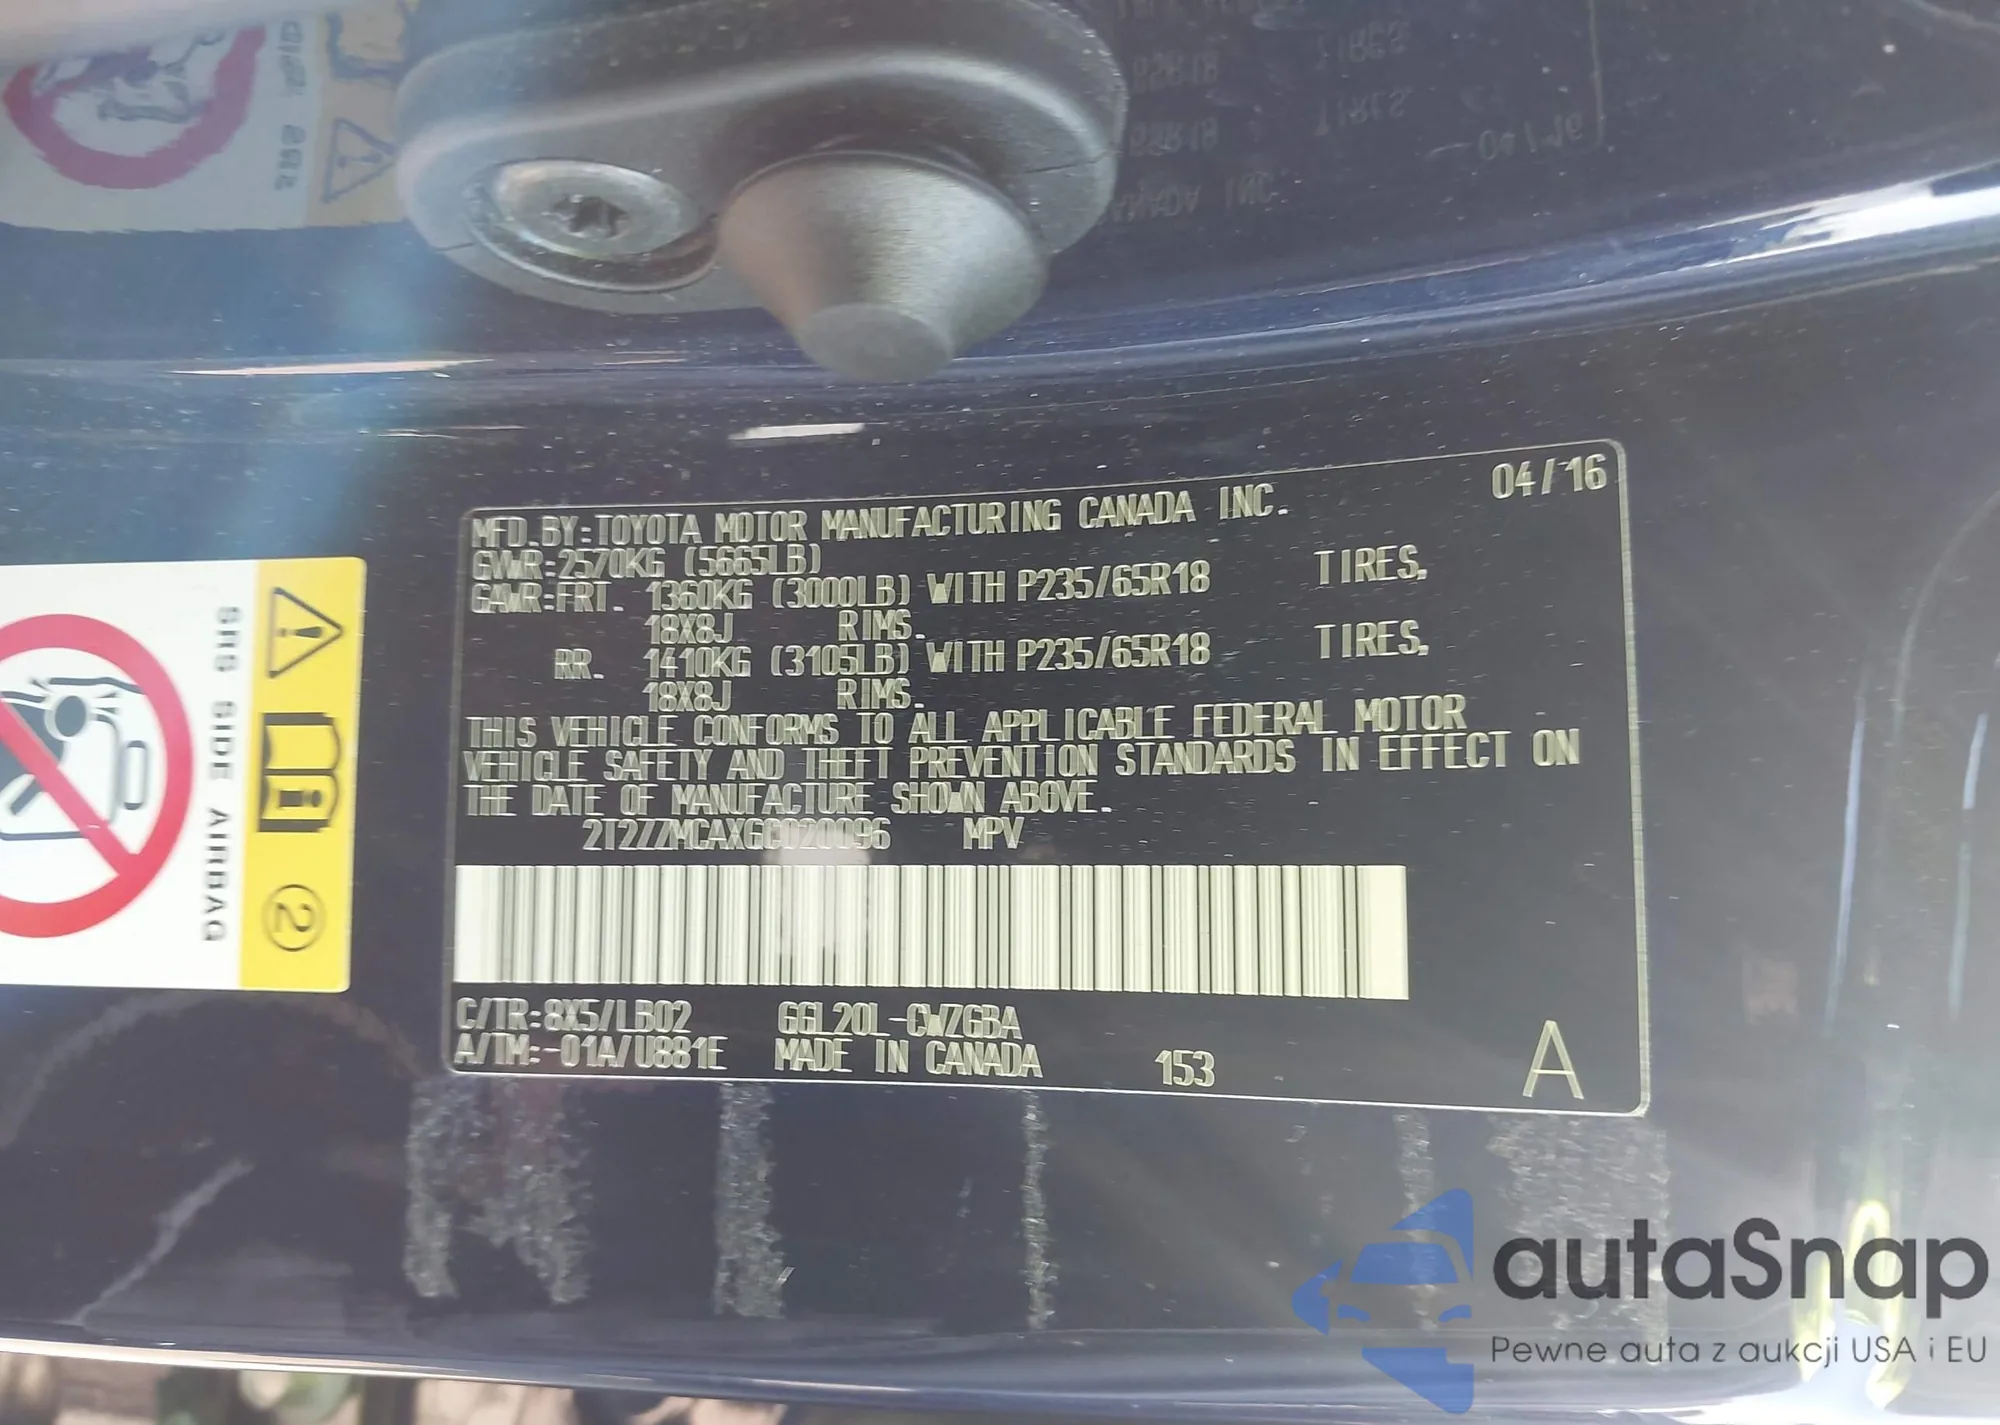 04/16
MFD.BY:TOYOTA MOTOR MANUFACTURING CANADA INC.
GVWR:2570KG (5665LB)
GAWR:FRT. 1360KG (3000LB) WITH P235/65R18 TIRES,
18X8J RIMS.
RR. 1410KG (3105LB) WITH P235/65R18 TIRES,
18X8J RIMS.
THIS VEHICLE CONFORMS TO ALL APPLICABLE FEDERAL MOTOR
VEHICLE SAFETY AND THEFT PREVENTION STANDARDS IN EFFECT ON
THE DATE OF MANUFACTURE SHOWN ABOVE.
2T2ZZMCAXGC020096 MPV
C/TR:8X5/LB02 GGL20L-CWZGBA
A/TM:-01A/U881E MADE IN CANADA 153
A
SRS SIDE AIRBAG
2
autaSnap
Pewne auta z aukcji USA i EU